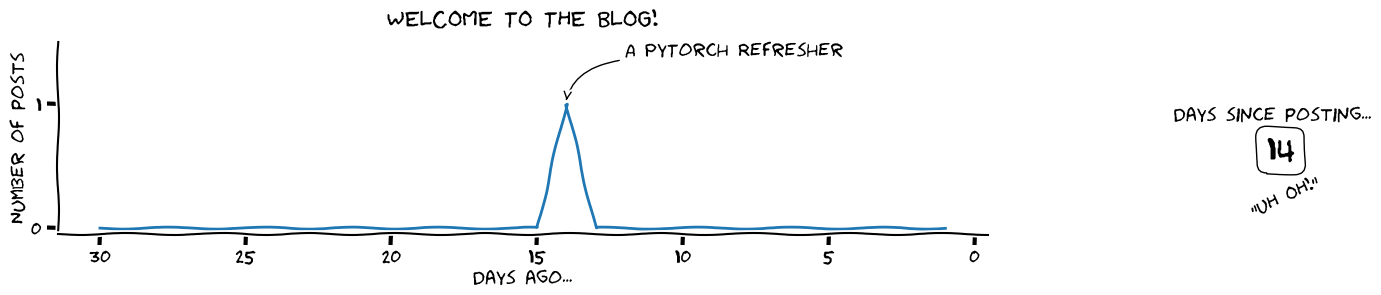 WELCOME TO THE BLOG!
A PYTORCH REFRESHER
NUMBER OF POSTS
1
0
30 25 20 15 10 5 0
DAYS AGO...
DAYS SINCE POSTING...
14
"UH OH!"